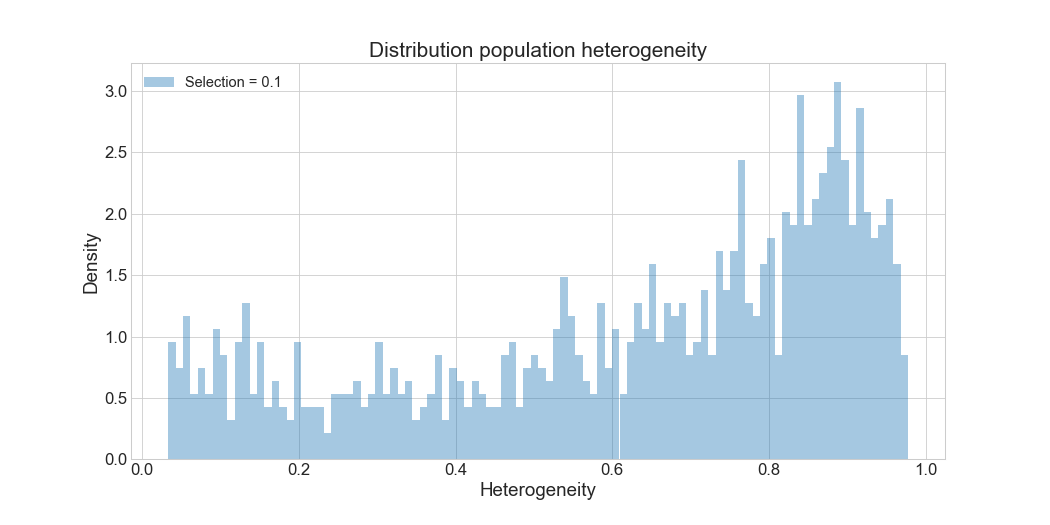 Distribution population heterogeneity
Selection = 0.1
3.0
2.5
2.0
1.5
1.0
0.5
0.0
Density
0.0 0.2 0.4 0.6 0.8 1.0
Heterogeneity